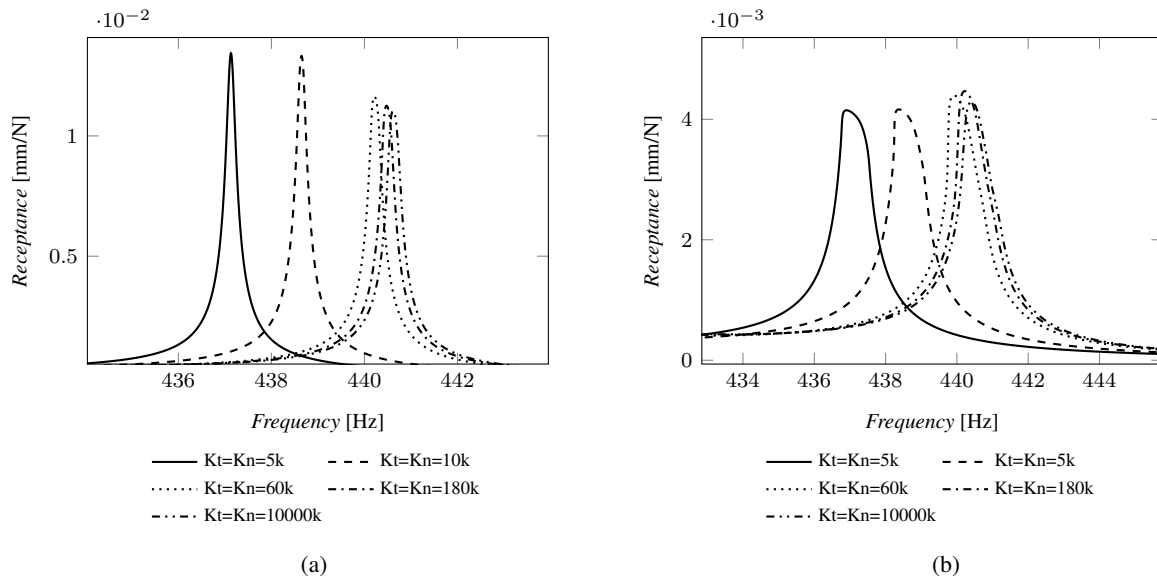 ·10−2
1
0.5
Receptance [mm/N]
436 438 440 442
Frequency [Hz]
Kt=Kn=5k Kt=Kn=10k
Kt=Kn=60k Kt=Kn=180k
Kt=Kn=10000k
(a)
·10−3
4
2
0
Receptance [mm/N]
434 436 438 440 442 444
Frequency [Hz]
Kt=Kn=5k Kt=Kn=5k
Kt=Kn=60k Kt=Kn=180k
Kt=Kn=10000k
(b)